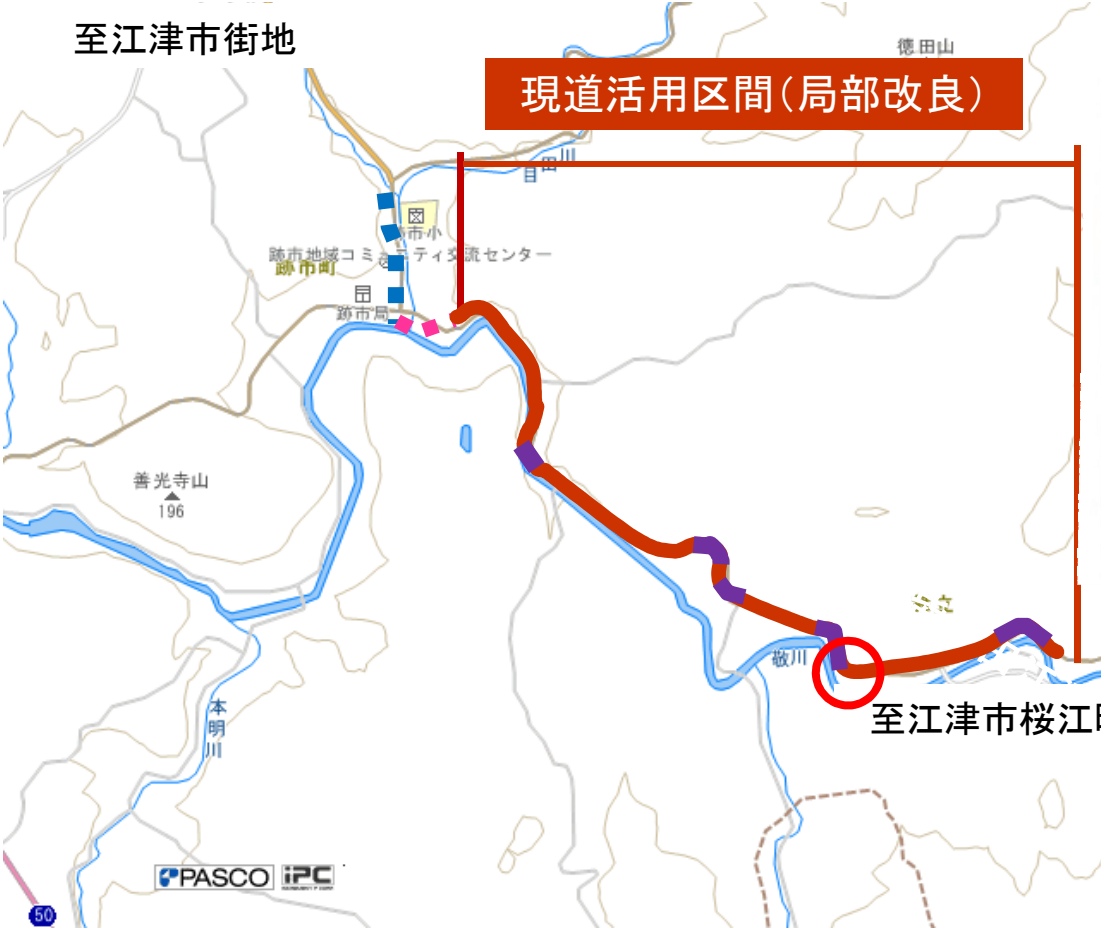 至江津市街地
徳田山
現道活用区間(局部改良)
目田川
跡市小
跡市地域コミュニティ交流センター
跡市町
跡市局
善光寺山
196
敬川
至江津市桜江
本明川
PASCO iPC
50